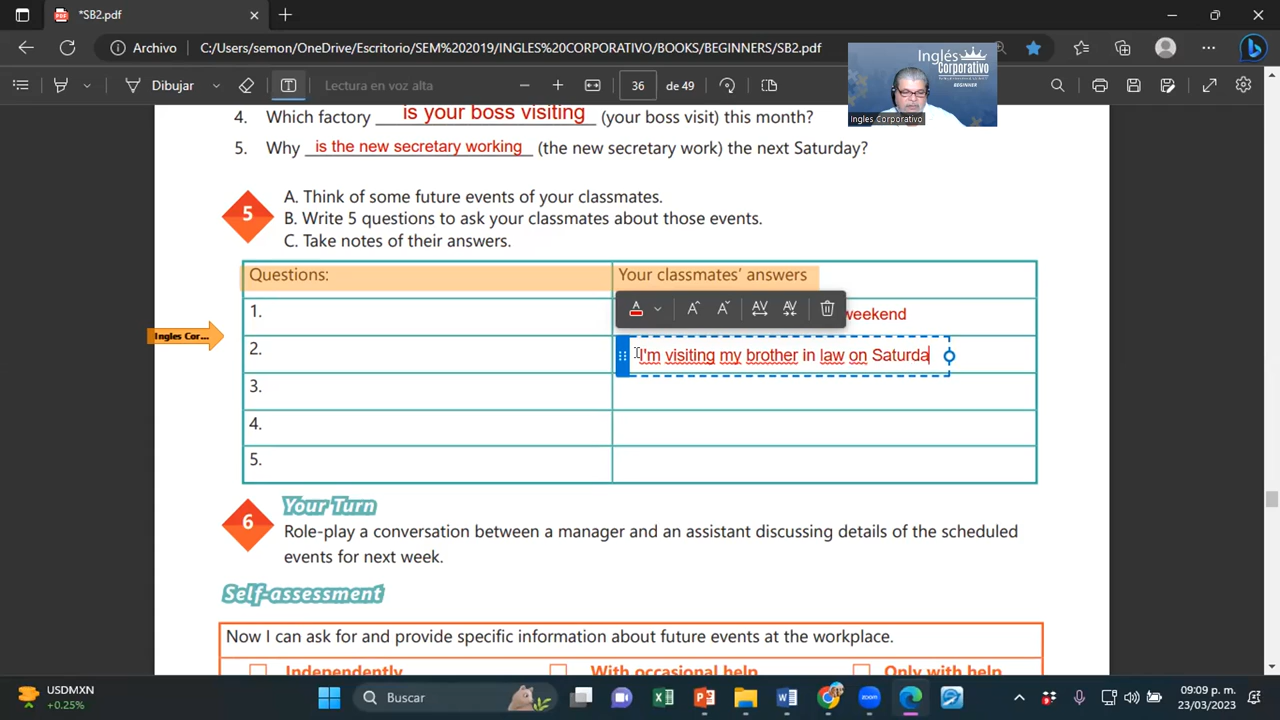 *SB2.pdf
Archivo C:/Users/semon/OneDrive/Escritorio/SEM%202019/INGLES%20CORPORATIVO/BOOKS/BEGINNERS/SB2.pdf
Dibujar Lectura en voz alta 36 de 49
Inglés
Corporativo
BEGINNER
Ingles Corporativo
4. Which factory is your boss visiting (your boss visit) this month?
5. Why is the new secretary working (the new secretary work) the next Saturday?
5
A. Think of some future events of your classmates.
B. Write 5 questions to ask your classmates about those events.
C. Take notes of their answers.
Questions: Your classmates' answers
1. weekend
Ingles Cor...
2. I'm visiting my brother in law on Saturda
3.
4.
5.
6
Your Turn
Role-play a conversation between a manager and an assistant discussing details of the scheduled
events for next week.
Self-assessment
Now I can ask for and provide specific information about future events at the workplace.
Independently With occasional help Only with help
USDMXN
+0.25%
Buscar
09:09 p. m.
23/03/2023